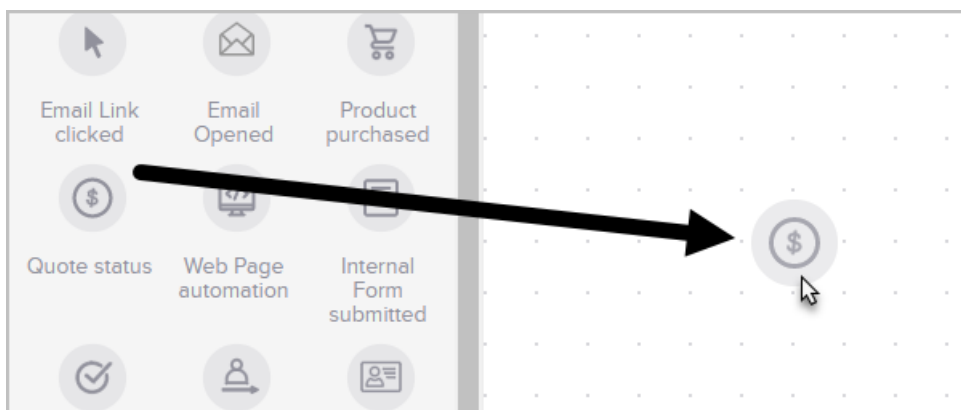 Email Link
clicked
Email
Opened
Product
purchased
$
$
Quote status
Web Page
automation
Internal
Form
submitted